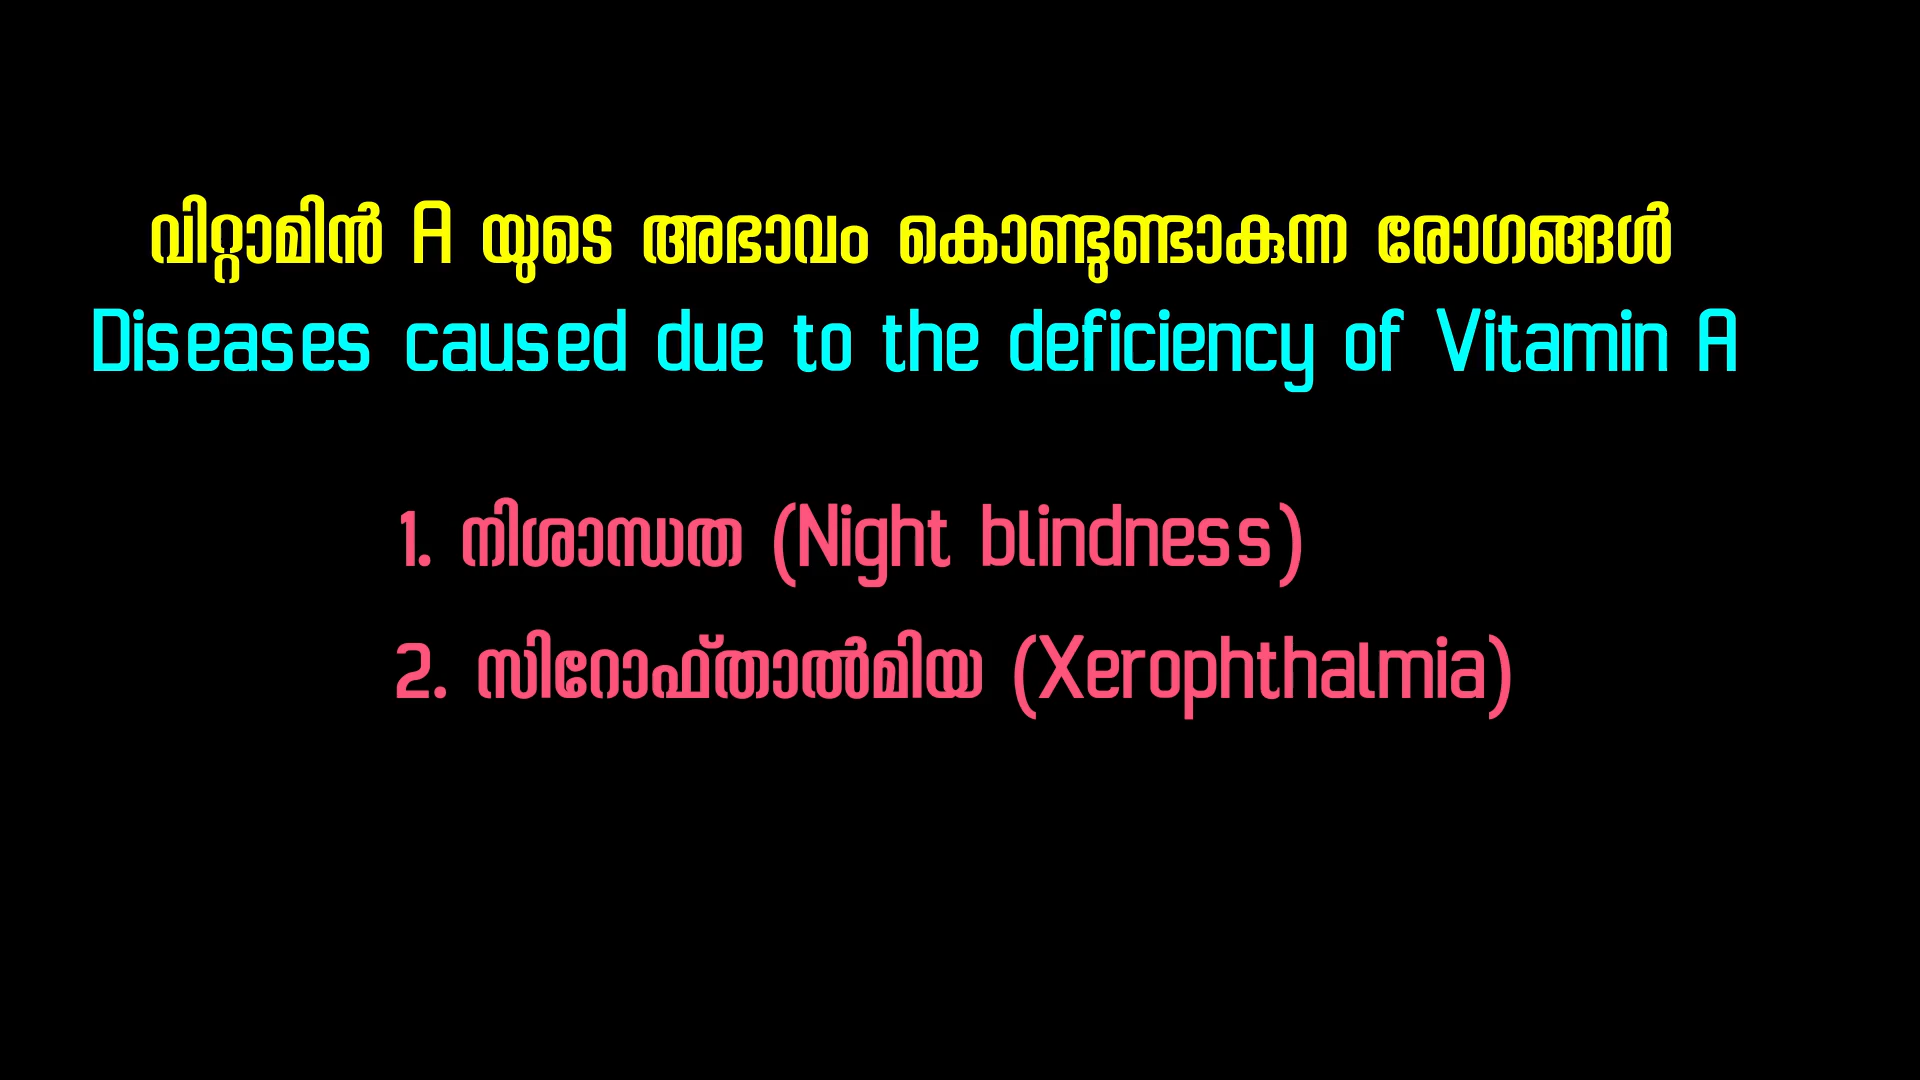 വിറ്റാമിൻ A യുടെ അഭാവം കൊണ്ടുണ്ടാകുന്ന രോഗങ്ങൾ
Diseases caused due to the deficiency of Vitamin A
1. നിശാന്ധത (Night blindness)
2. സിറോഫ്താൽമിയ (Xerophthalmia)